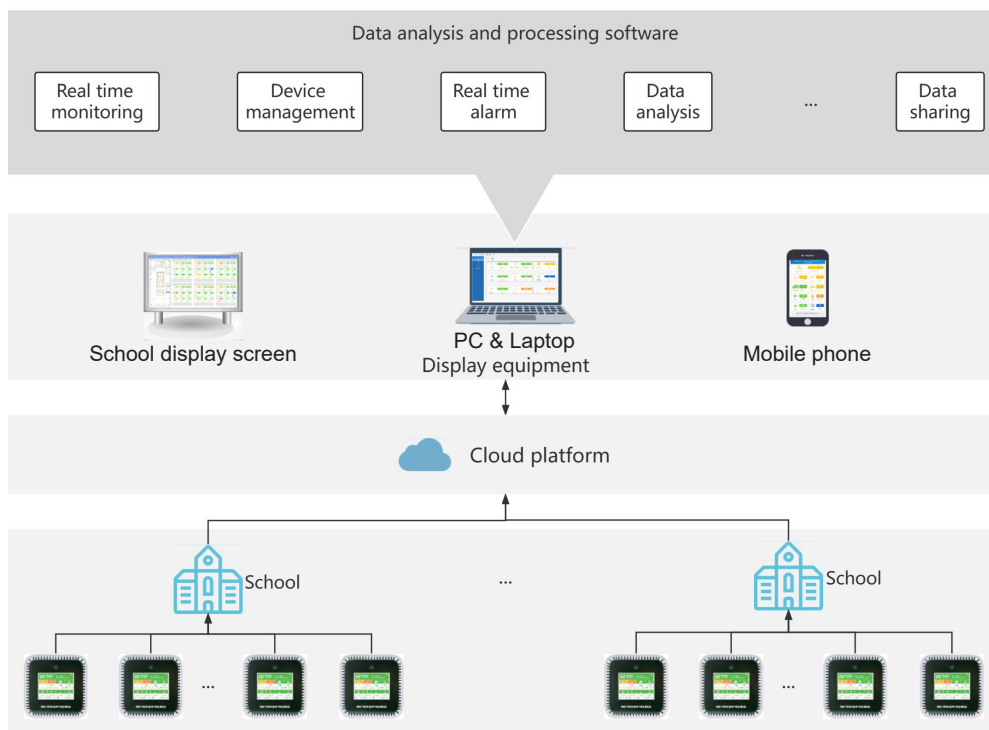 Data analysis and processing software
Real time
monitoring
Device
management
Real time
alarm
Data
analysis
...
Data
sharing
School display screen
PC & Laptop
Display equipment
Mobile phone
Cloud platform
School
...
School
...
...